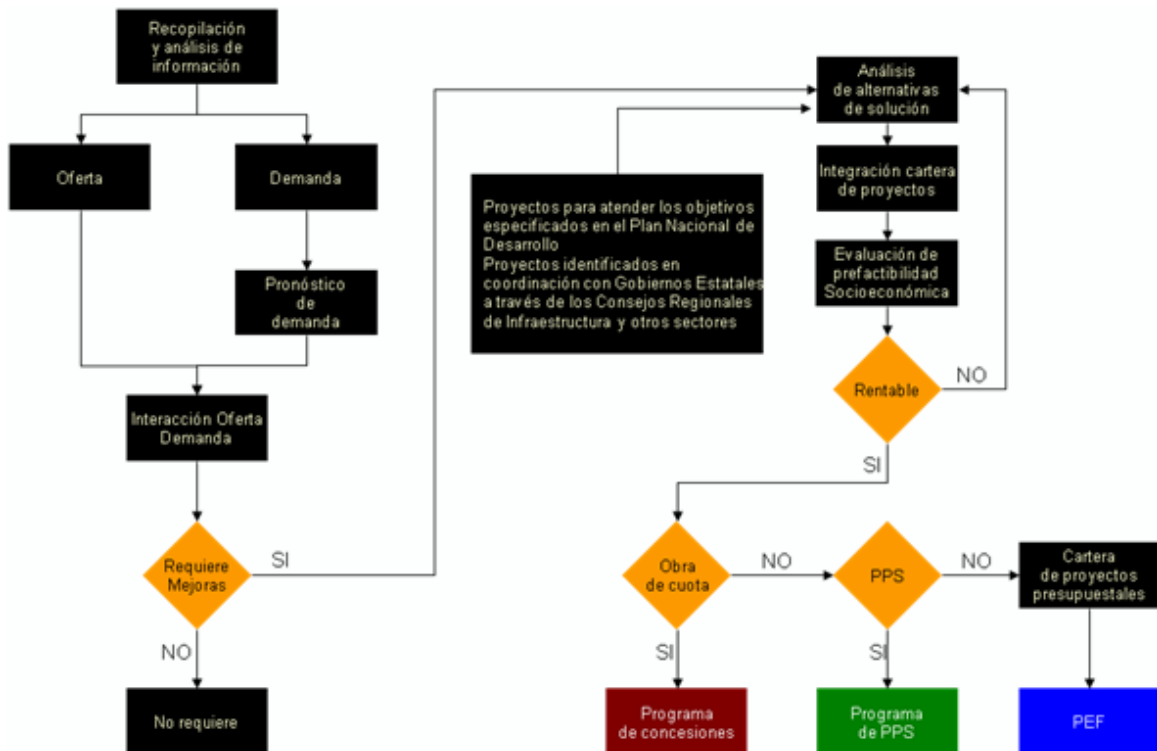 Recopilación
y análisis de
información
Oferta
Demanda
Pronóstico
de
demanda
Interacción Oferta
Demanda
Requiere
Mejoras
SI
NO
No requiere
Proyectos para atender los objetivos
especificados en el Plan Nacional de
Desarrollo
Proyectos identificados en
coordinación con Gobiernos Estatales
a través de los Consejos Regionales
de Infraestructura y otros sectores
Análisis
de alternativas
de solución
Integración cartera
de proyectos
Evaluación de
prefactibilidad
Socioeconómica
Rentable
NO
SI
Obra
de cuota
NO
PPS
NO
Cartera
de proyectos
presupuestales
SI
SI
Programa
de concesiones
Programa
de PPS
PEF